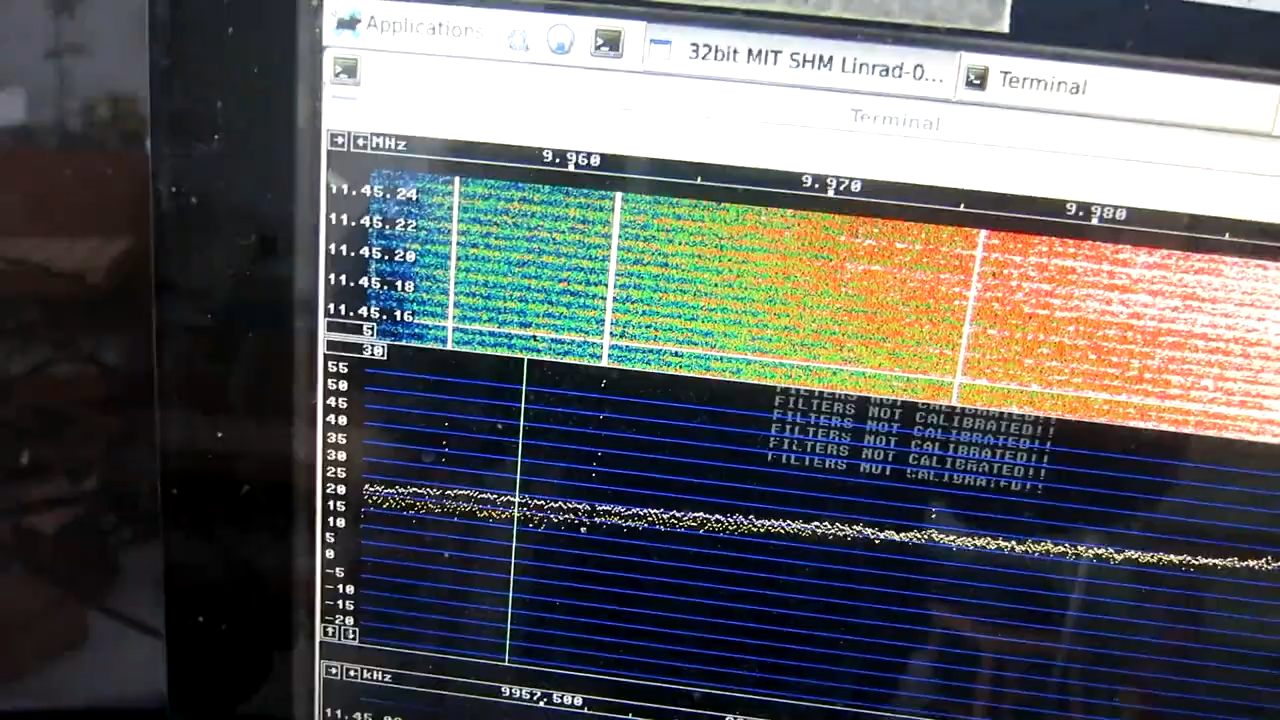 Applications
32bit MIT SHM Linrad-0...
Terminal
Terminal
MHz
9.960
9.970
9.980
11.45.24
11.45.22
11.45.20
11.45.18
11.45.16
5
30
55
50
45
40
35
30
25
20
15
10
5
0
-5
-10
-15
-20
FILTERS NOT CALIBRATED!!
FILTERS NOT CALIBRATED!!
FILTERS NOT CALIBRATED!!
FILTERS NOT CALIBRATED!!
FILTERS NOT CALIBRATED!!
kHz
9957.500